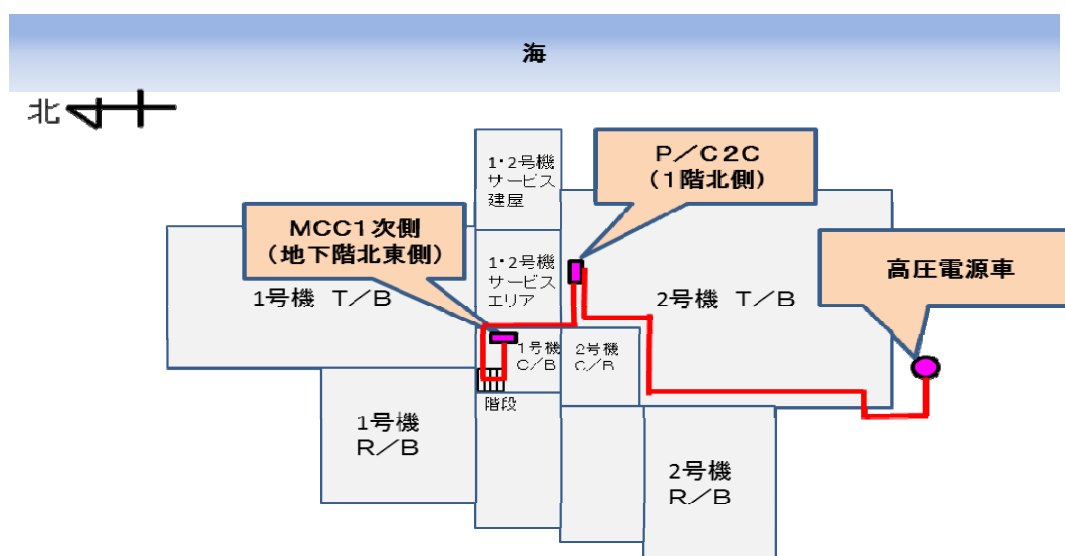 海
北
1・2号機
サービス
建屋
P/C2C
(1階北側)
MCC1次側
(地下階北東側)
1・2号機
サービス
エリア
高圧電源車
1号機 T/B
2号機 T/B
1号機
C/B
2号機
C/B
階段
1号機
R/B
2号機
R/B